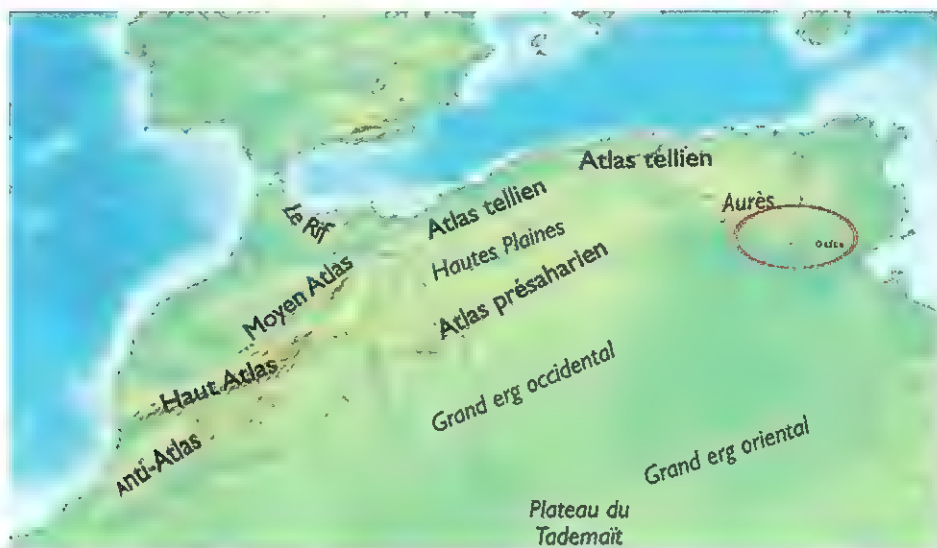 Atlas tellien
Aurès
Le Rif
Atlas tellien
Hautes Plaines
Moyen Atlas
Atlas présaharien
Haut Atlas
Grand erg occidental
Anti-Atlas
Grand erg oriental
Plateau du
Tademaït